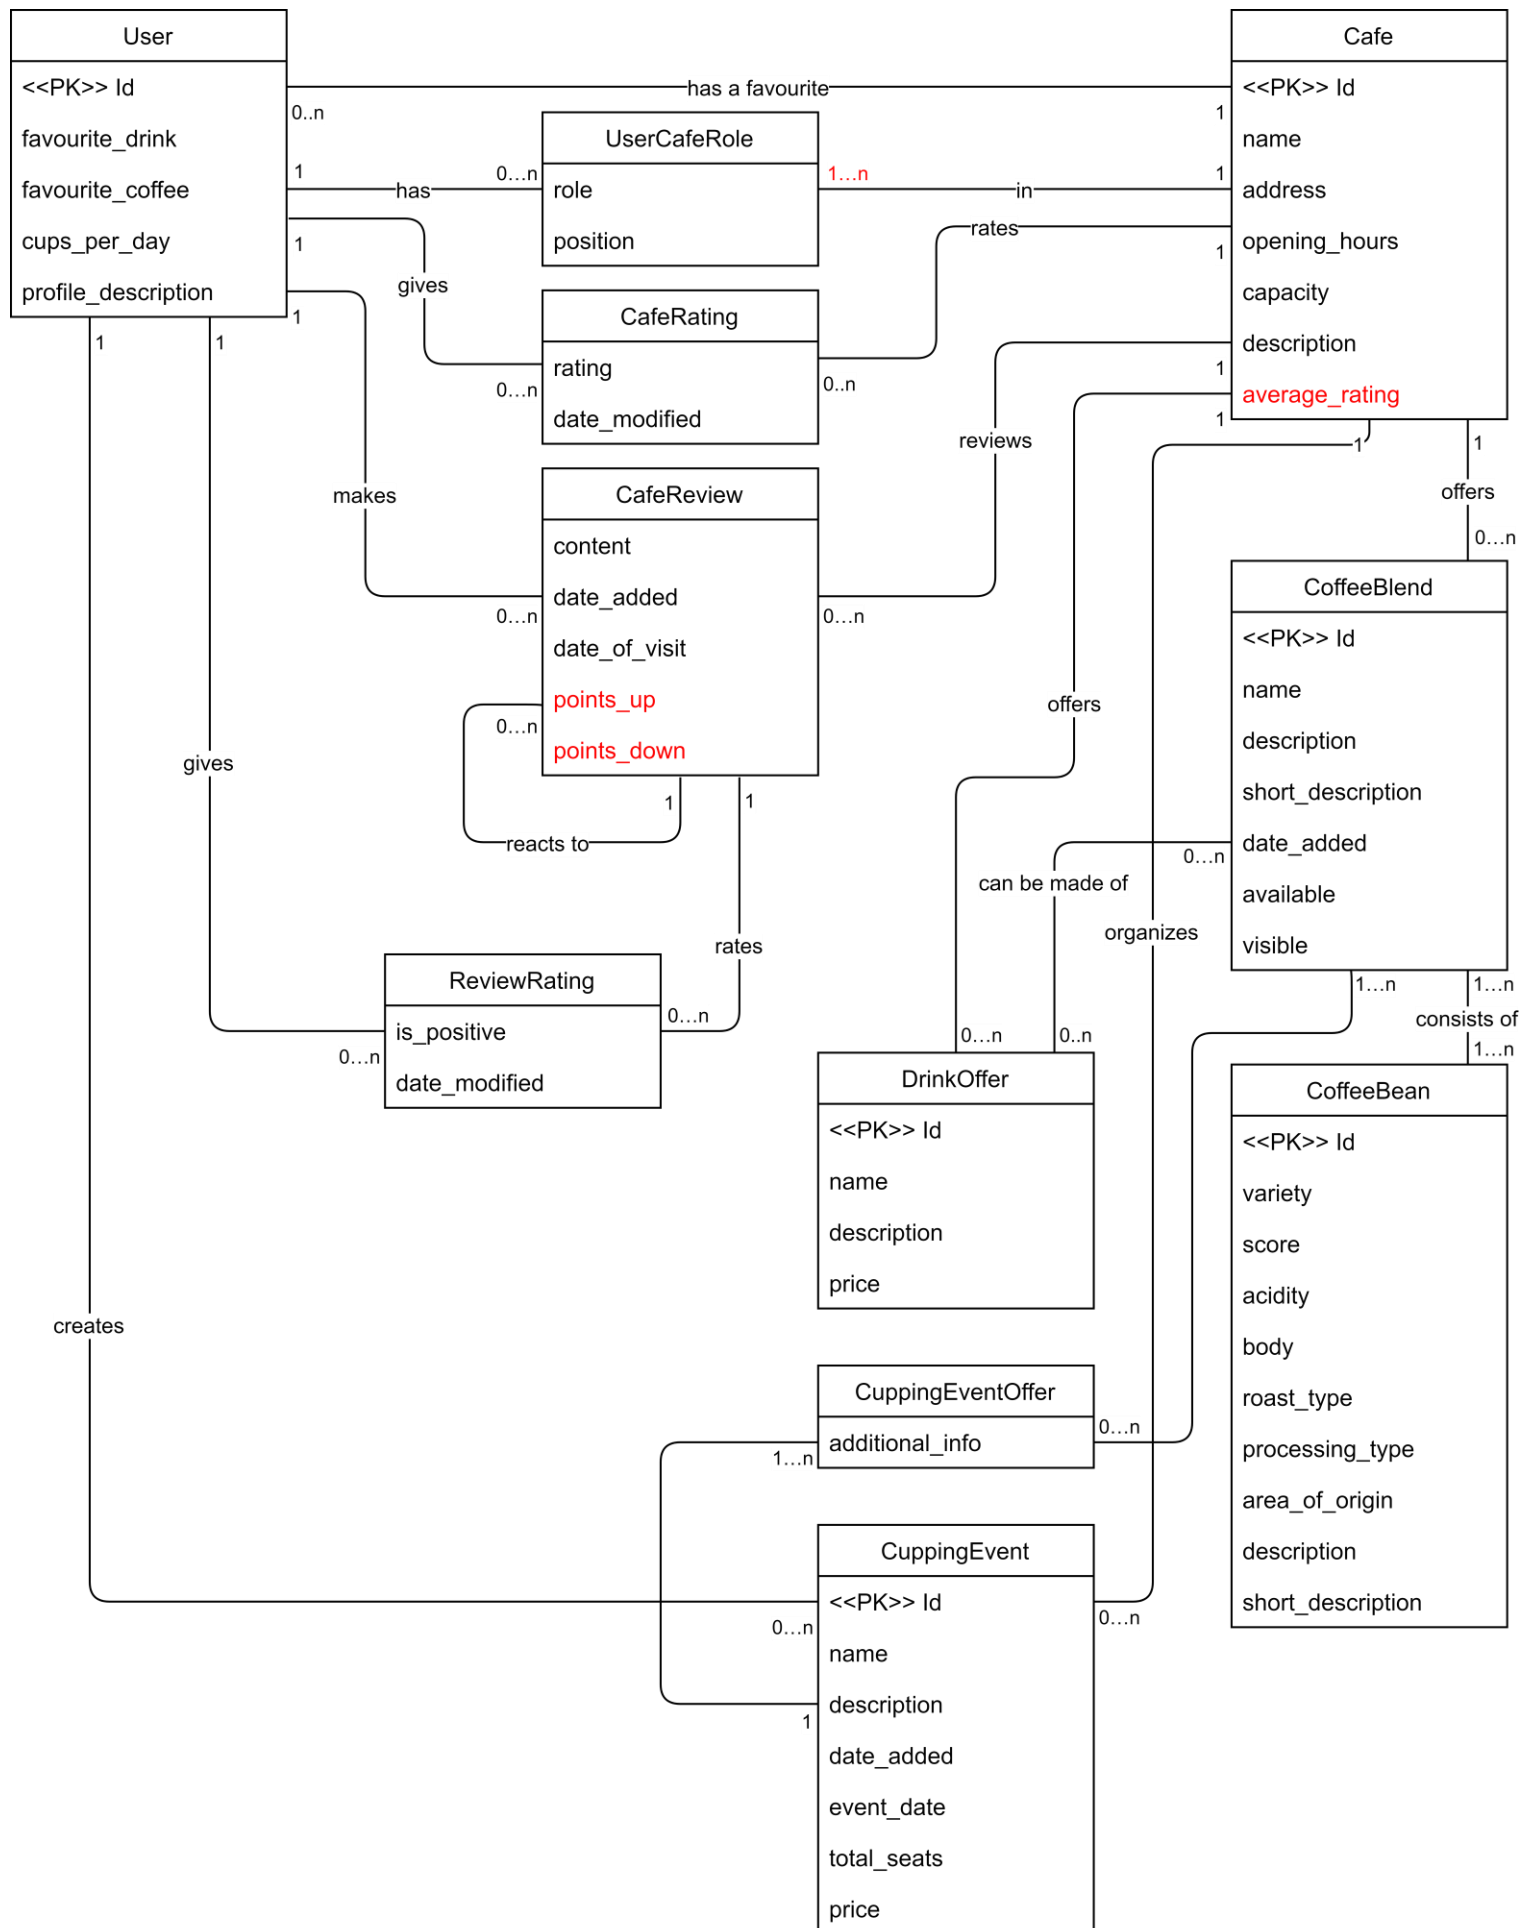 User
<<PK>> Id
favourite_drink
favourite_coffee
cups_per_day
profile_description
Cafe
<<PK>> Id
name
address
opening_hours
capacity
description
average_rating
has a favourite
0..n
1
UserCafeRole
role
position
1
has
0...n
1...n
in
1
CafeRating
rating
date_modified
1
gives
0...n
0..n
rates
1
CafeReview
content
date_added
date_of_visit
points_up
points_down
1
makes
0...n
0...n
reviews
1
0...n
reacts to
1
1
rates
0...n
ReviewRating
is_positive
date_modified
1
gives
0...n
1
offers
0...n
1
organizes
0...n
1
offers
0...n
CoffeeBlend
<<PK>> Id
name
description
short_description
date_added
available
visible
0...n
can be made of
0..n
DrinkOffer
<<PK>> Id
name
description
price
1...n
1...n
consists of
1...n
CoffeeBean
<<PK>> Id
variety
score
acidity
body
roast_type
processing_type
area_of_origin
description
short_description
CuppingEventOffer
additional_info
0...n
1...n
1
CuppingEvent
<<PK>> Id
name
description
date_added
event_date
total_seats
price
1
creates
0...n